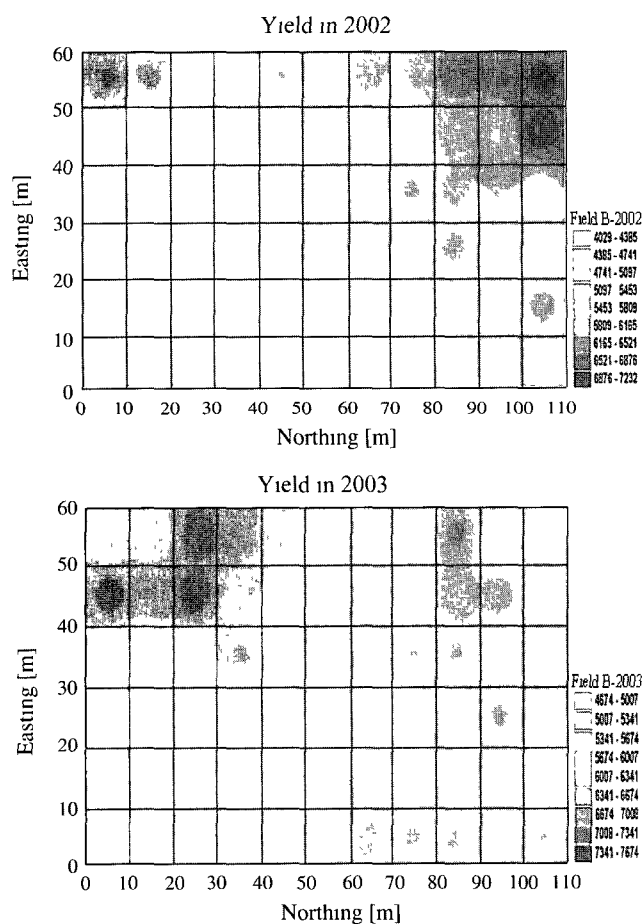 Yield in 2002
60
50
40
30
20
10
0
Easting [m]
0 10 20 30 40 50 60 70 80 90 100 110
Northing [m]
Field B-2002
4029 - 4385
4385 - 4741
4741 - 5097
5097 5453
5453 5809
5809 - 6165
6165 - 6521
6521 - 6876
6876 - 7232
Yield in 2003
60
50
40
30
20
10
0
Easting [m]
0 10 20 30 40 50 60 70 80 90 100 110
Northing [m]
Field B-2003
4674 - 5007
5007 - 5341
5341 - 5674
5674 - 6007
6007 - 6341
6341 - 6674
6674 7008
7008 - 7341
7341 - 7674